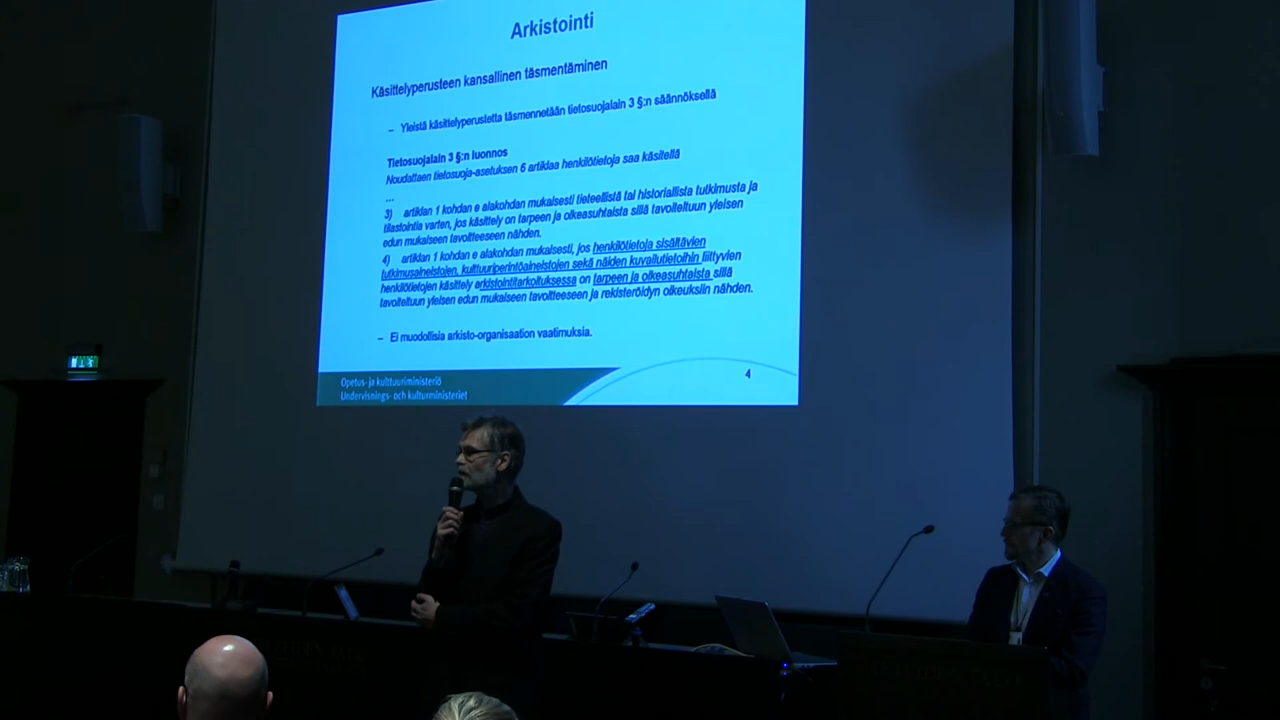 Arkistointi
Käsittelyperusteen kansallinen täsmentäminen
– Yleistä käsittelyperustetta täsmennetään tietosuojalain 3 §:n säännöksellä
Tietosuojalain 3 §:n luonnos
Noudattaen tietosuoja-asetuksen 6 artiklaa henkilötietoja saa käsitellä
...
3) artiklan 1 kohdan e alakohdan mukaisesti tieteellistä tai historiallista tutkimusta ja
tilastointia varten, jos käsittely on tarpeen ja oikeasuhtaista sillä tavoiteltuun yleisen
edun mukaiseen tavoitteeseen nähden.
4) artiklan 1 kohdan e alakohdan mukaisesti, jos henkilötietoja sisältävien
tutkimusaineistojen, kulttuuriperintöaineistojen sekä näiden kuvailutietoihin liittyvien
henkilötietojen käsittely arkistointitarkoituksessa on tarpeen ja oikeasuhtaista sillä
tavoiteltuun yleisen edun mukaiseen tavoitteeseen ja rekisteröidyn oikeuksiin nähden.
– Ei muodollisia arkisto-organisaation vaatimuksia.
4
Opetus- ja kulttuuriministeriö
Undervisnings- och kulturministeriet